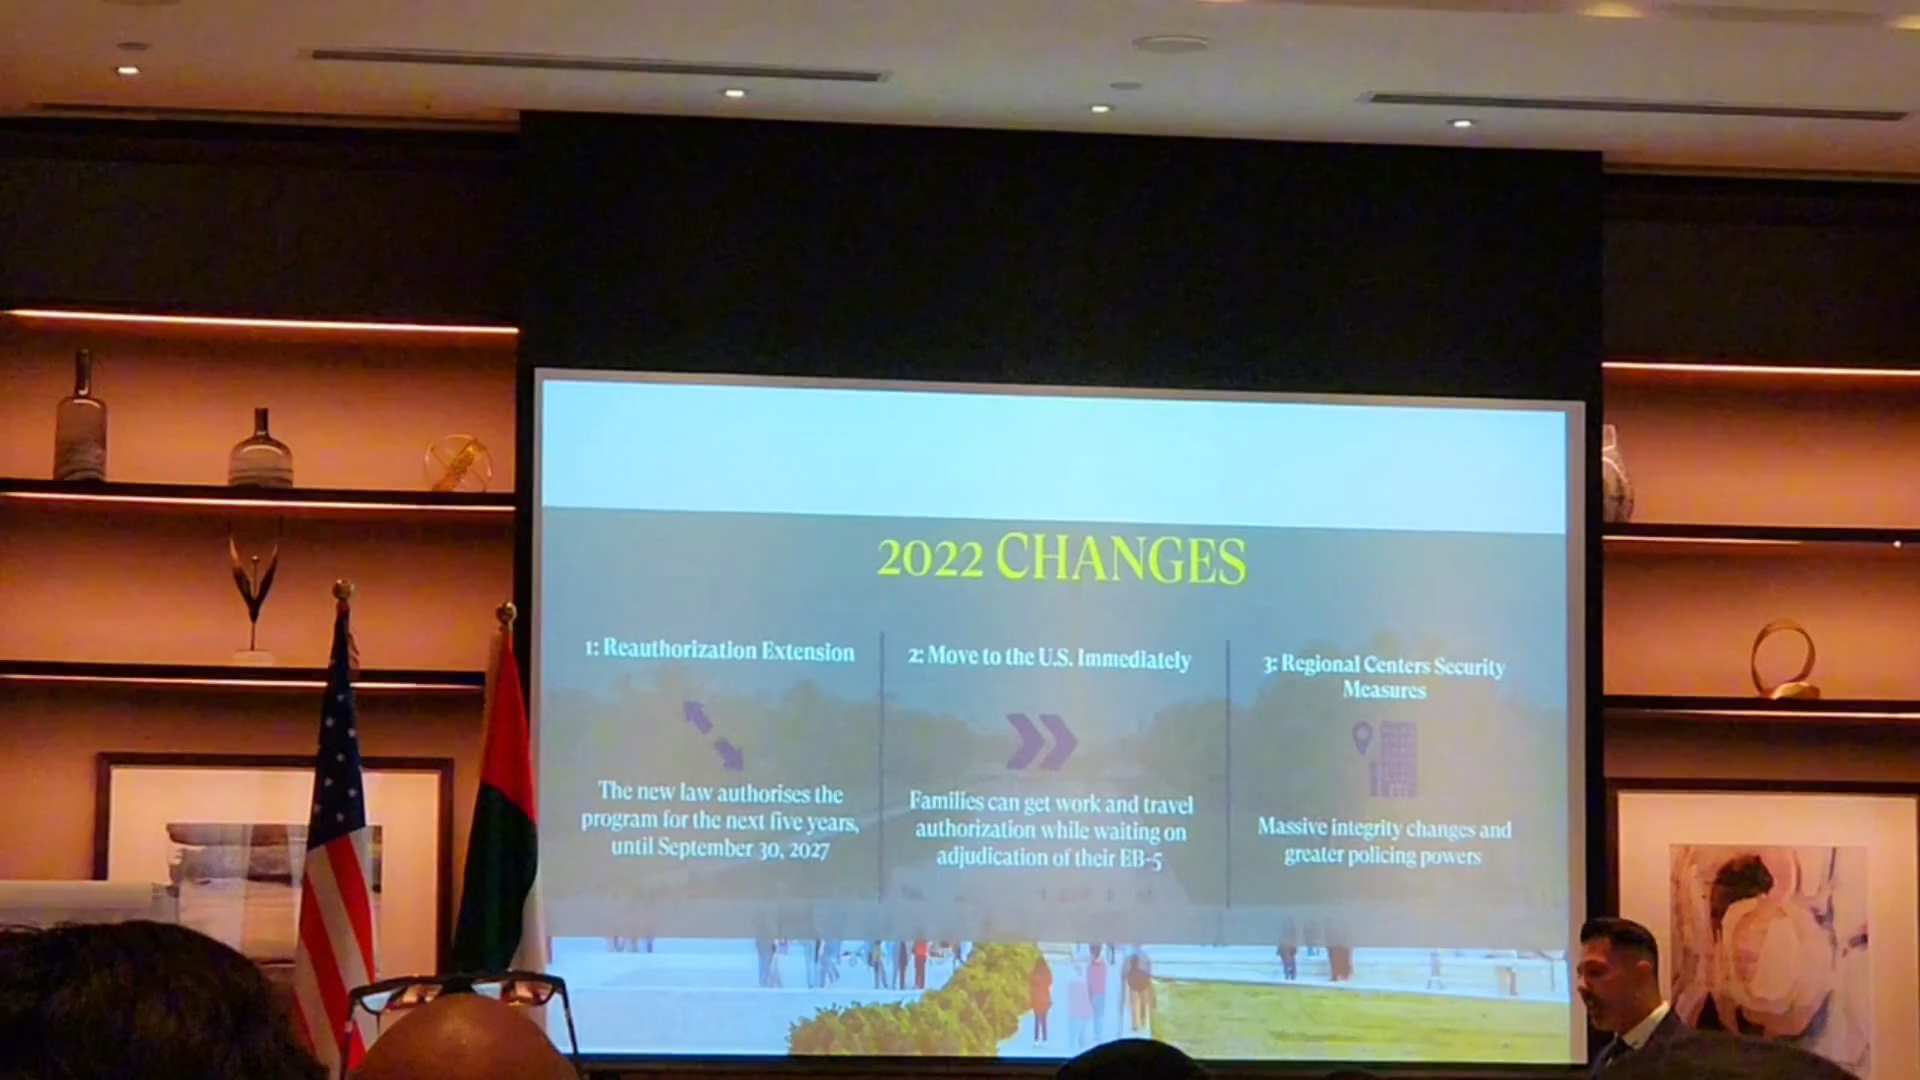 2022 CHANGES
1: Reauthorization Extension
The new law authorises the
program for the next five years,
until September 30, 2027
2: Move to the U.S. Immediately
Families can get work and travel
authorization while waiting on
adjudication of their EB-5
3: Regional Centers Security
Measures
Massive integrity changes and
greater policing powers